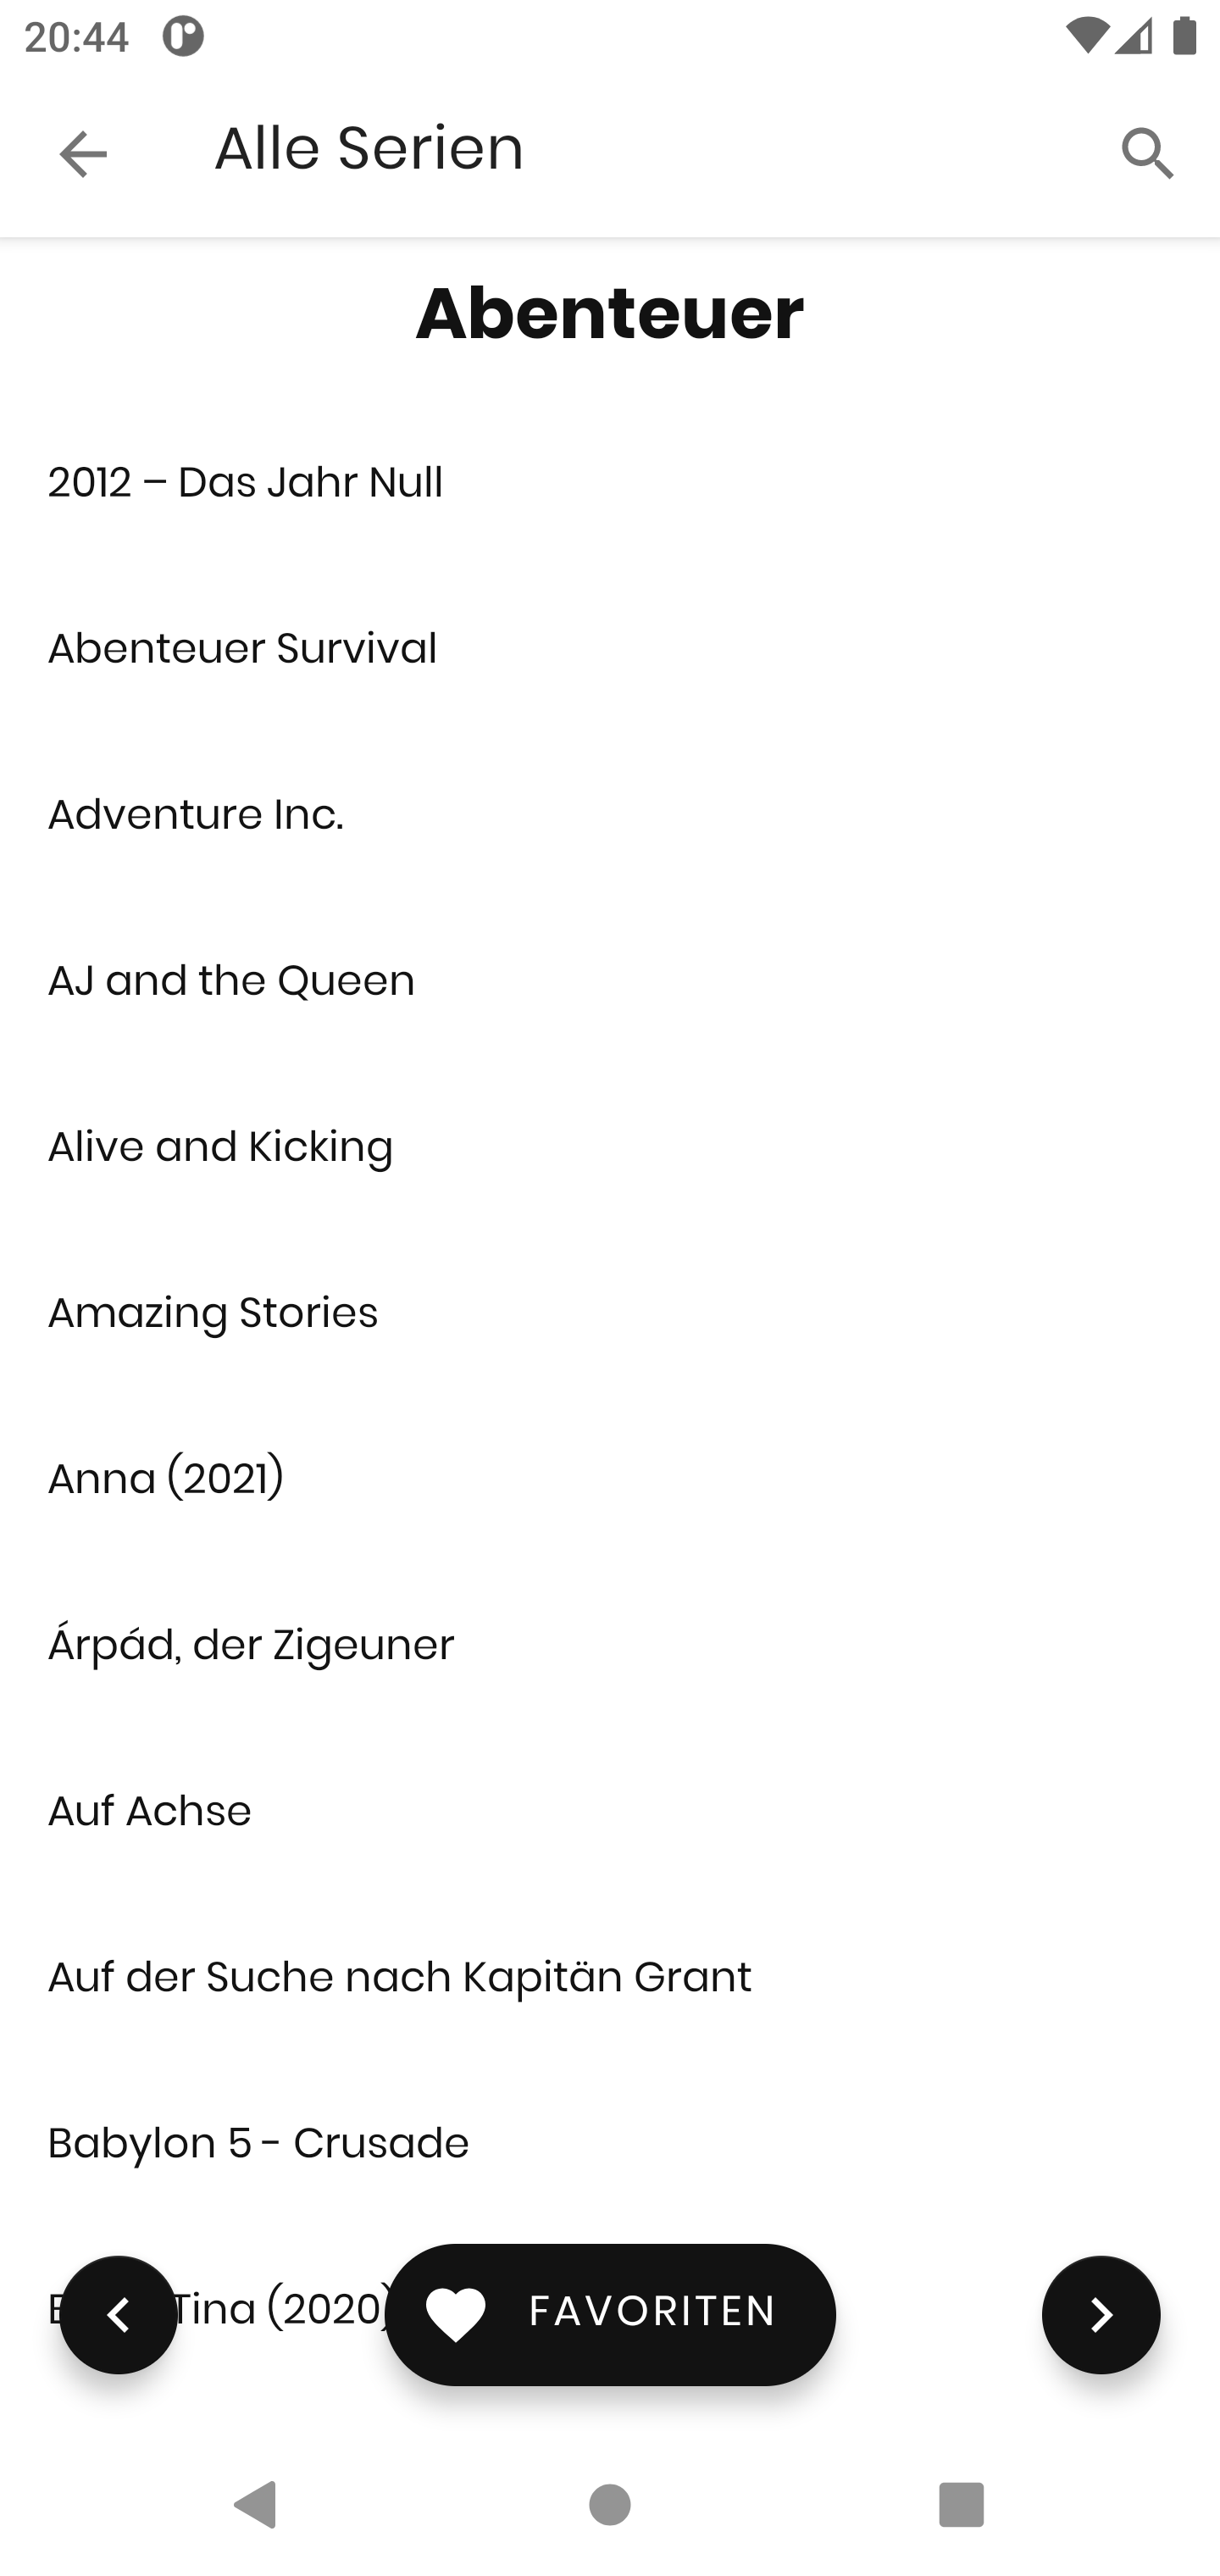 20:44
Alle Serien
Abenteuer
2012 – Das Jahr Null
Abenteuer Survival
Adventure Inc.
AJ and the Queen
Alive and Kicking
Amazing Stories
Anna (2021)
Árpád, der Zigeuner
Auf Achse
Auf der Suche nach Kapitän Grant
Babylon 5 - Crusade
Tina (2020)
FAVORITEN